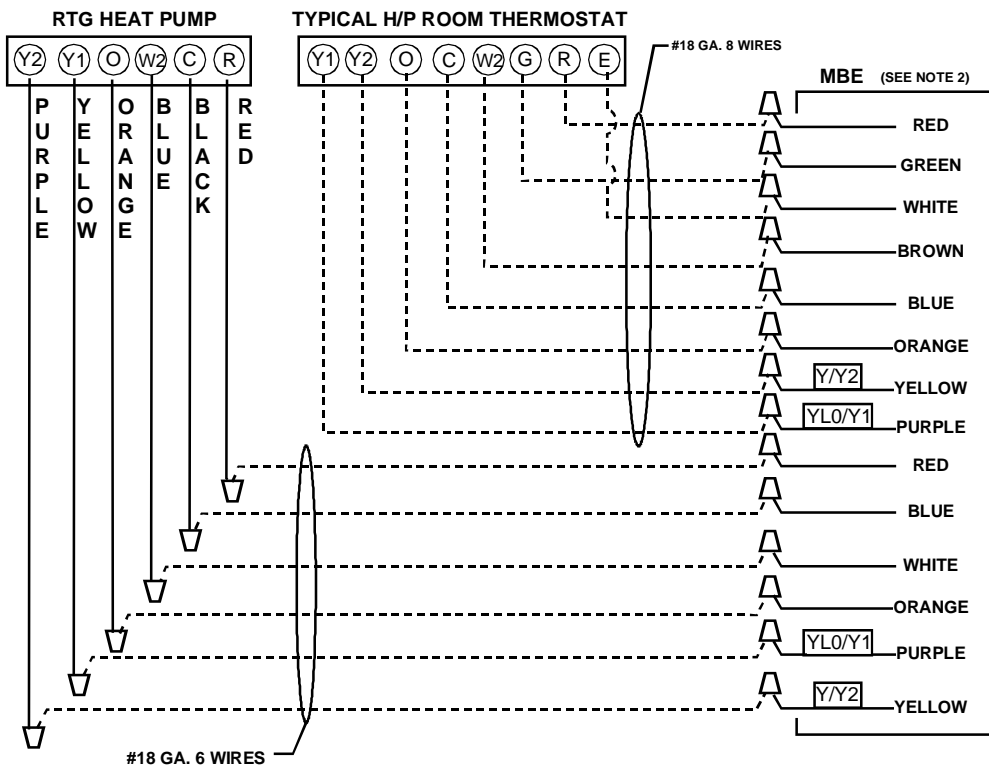 RTG HEAT PUMP
Y2 Y1 O W2 C R
PURPLE
YELLOW
ORANGE
BLUE
BLACK
RED
TYPICAL H/P ROOM THERMOSTAT
Y1 Y2 O C W2 G R E
#18 GA. 8 WIRES
MBE (SEE NOTE 2)
RED
GREEN
WHITE
BROWN
BLUE
ORANGE
Y/Y2 YELLOW
YL0/Y1 PURPLE
RED
BLUE
WHITE
ORANGE
YL0/Y1 PURPLE
Y/Y2 YELLOW
#18 GA. 6 WIRES